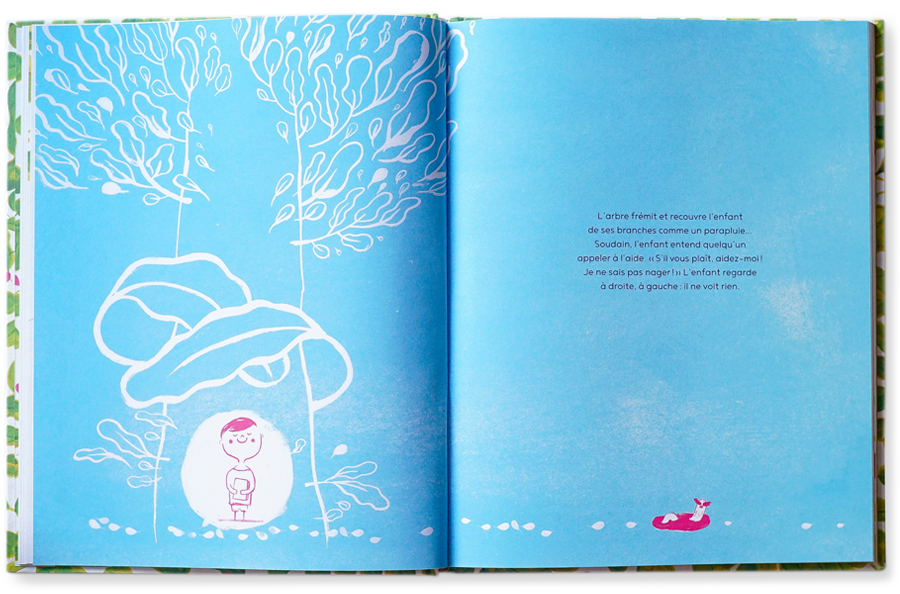 L'arbre frémit et recouvre l'enfant
de ses branches comme un parapluie...
Soudain, l'enfant entend quelqu'un
appeler à l'aide. « S'il vous plaît, aidez-moi !
Je ne sais pas nager ! » L'enfant regarde
à droite, à gauche : il ne voit rien.